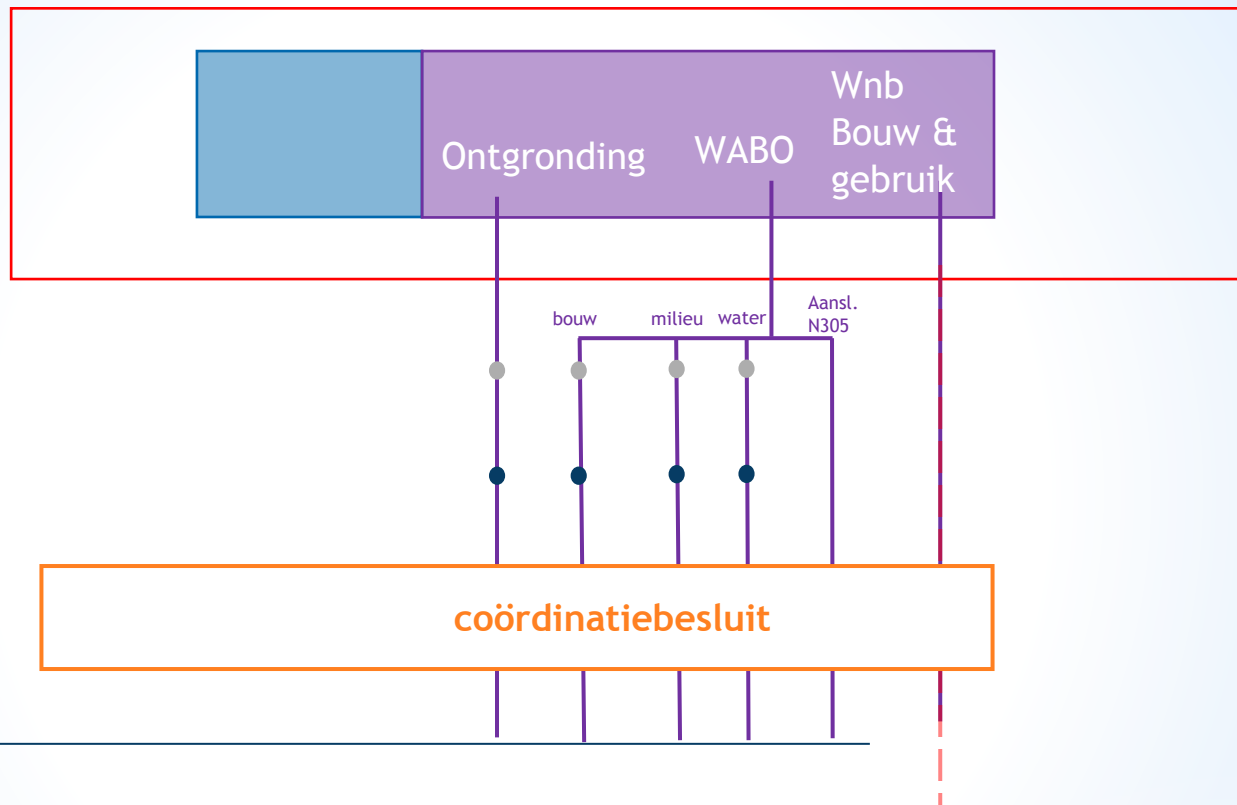 Ontgronding
WABO
Wnb
Bouw &
gebruik
bouw
milieu
water
Aansl.
N305
coördinatiebesluit